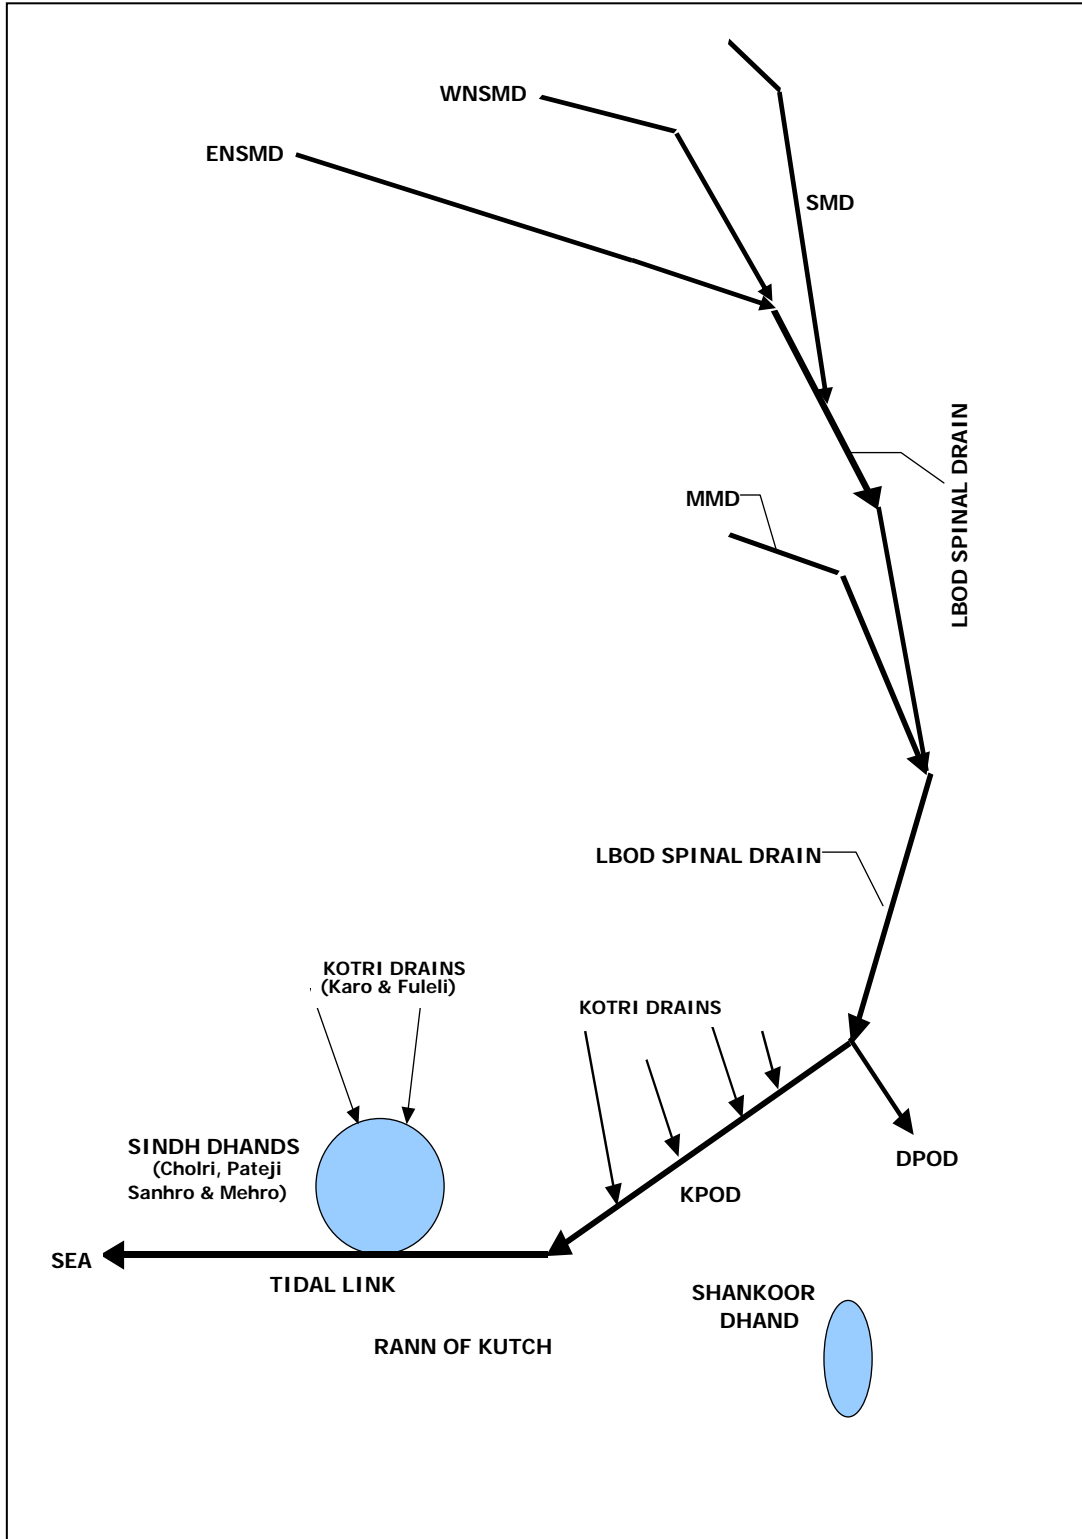 WNSMD
ENSMD
SMD
LBOD SPINAL DRAIN
MMD
LBOD SPINAL DRAIN
KOTRI DRAINS
(Karo & Fuleli)
KOTRI DRAINS
SINDH DHANDS
(Cholri, Pateji
Sanhro & Mehro)
DPOD
KPOD
SEA
TIDAL LINK
SHANKOOR
DHAND
RANN OF KUTCH